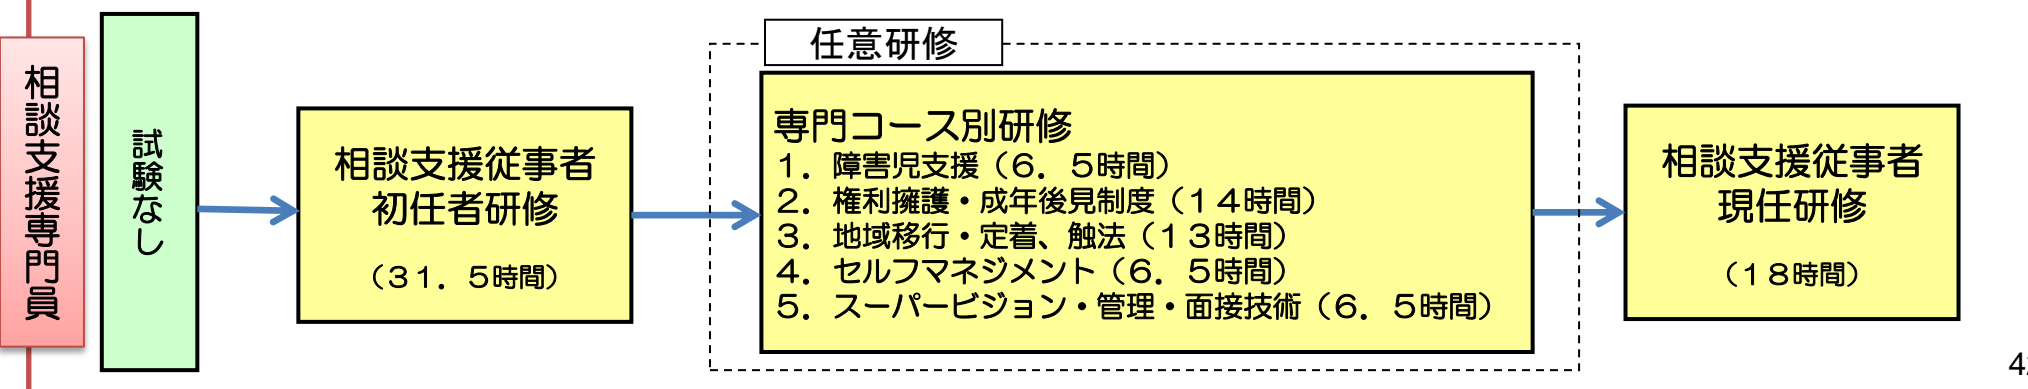 相談支援専門員
試験なし
相談支援従事者
初任者研修
（３１．５時間）
任意研修
専門コース別研修
１．障害児支援（６．５時間）
２．権利擁護・成年後見制度（１４時間）
３．地域移行・定着、触法（１３時間）
４．セルフマネジメント（６．５時間）
５．スーパービジョン・管理・面接技術（６．５時間）
相談支援従事者
現任研修
（１８時間）